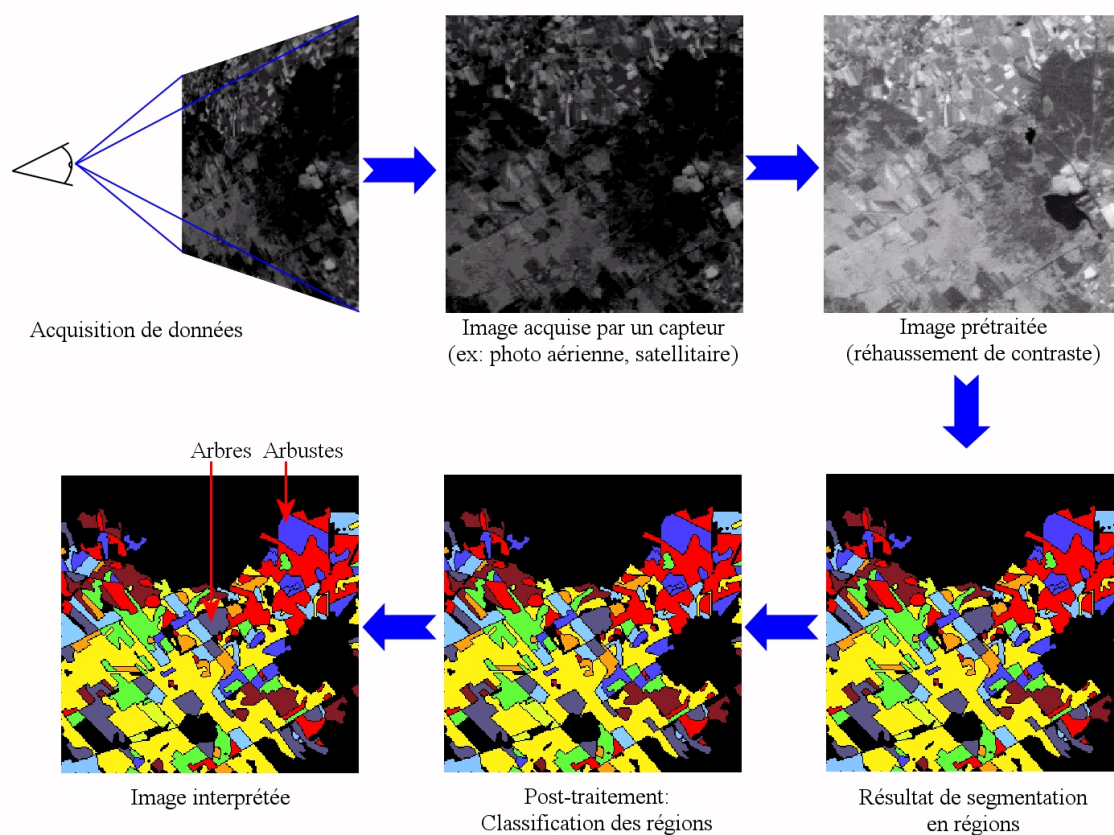 Acquisition de données
Image acquise par un capteur
(ex: photo aérienne, satellitaire)
Image prétraitée
(réhaussement de contraste)
Arbres
Arbustes
Image interprétée
Post-traitement:
Classification des régions
Résultat de segmentation
en régions